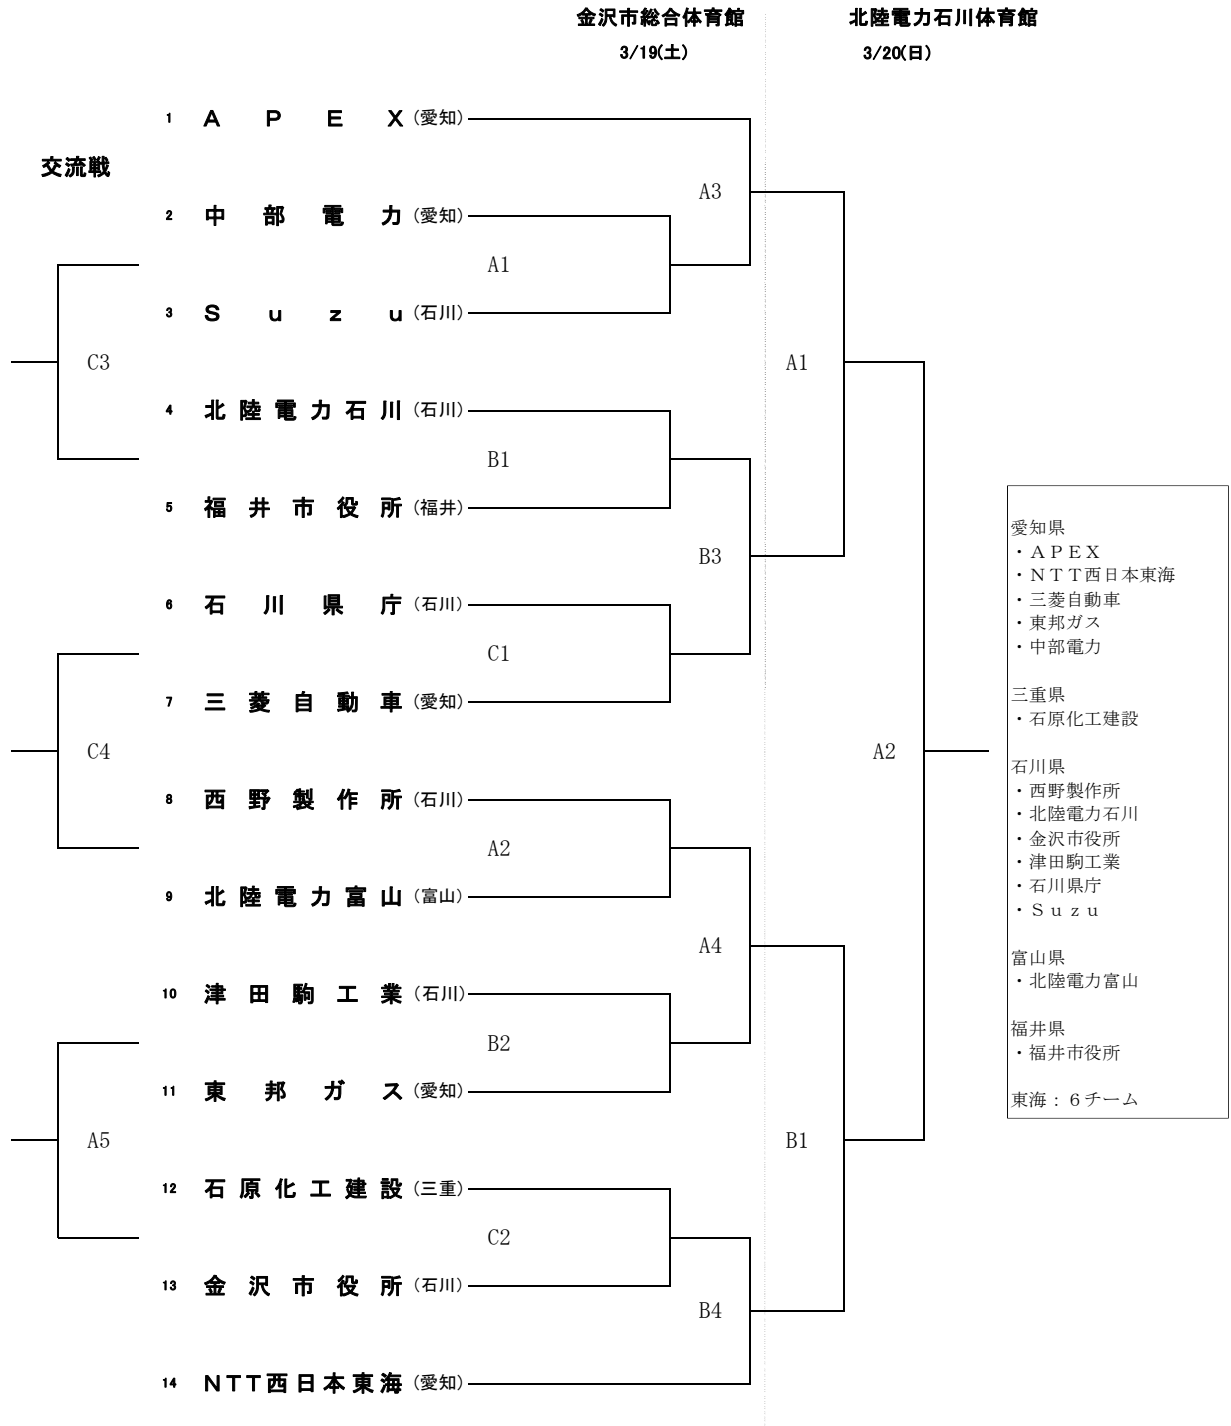 金沢市総合体育館 北陸電力石川体育館
3/19(土) 3/20(日)
1 APEX (愛知)
交流戦
A3
2 中部電力 (愛知)
A1
3 Suzu (石川)
C3 A1
4 北陸電力石川 (石川)
B1
5 福井市役所 (福井)
B3
6 石川県庁 (石川)
C1
7 三菱自動車 (愛知)
C4 A2
8 西野製作所 (石川)
A2
9 北陸電力富山 (富山)
A4
10 津田駒工業 (石川)
B2
11 東邦ガス (愛知)
A5 B1
12 石原化工建設 (三重)
C2
13 金沢市役所 (石川)
B4
14 NTT西日本東海 (愛知)
愛知県
・APEX
・NTT西日本東海
・三菱自動車
・東邦ガス
・中部電力
三重県
・石原化工建設
石川県
・西野製作所
・北陸電力石川
・金沢市役所
・津田駒工業
・石川県庁
・Suzu
富山県
・北陸電力富山
福井県
・福井市役所
東海：6チーム